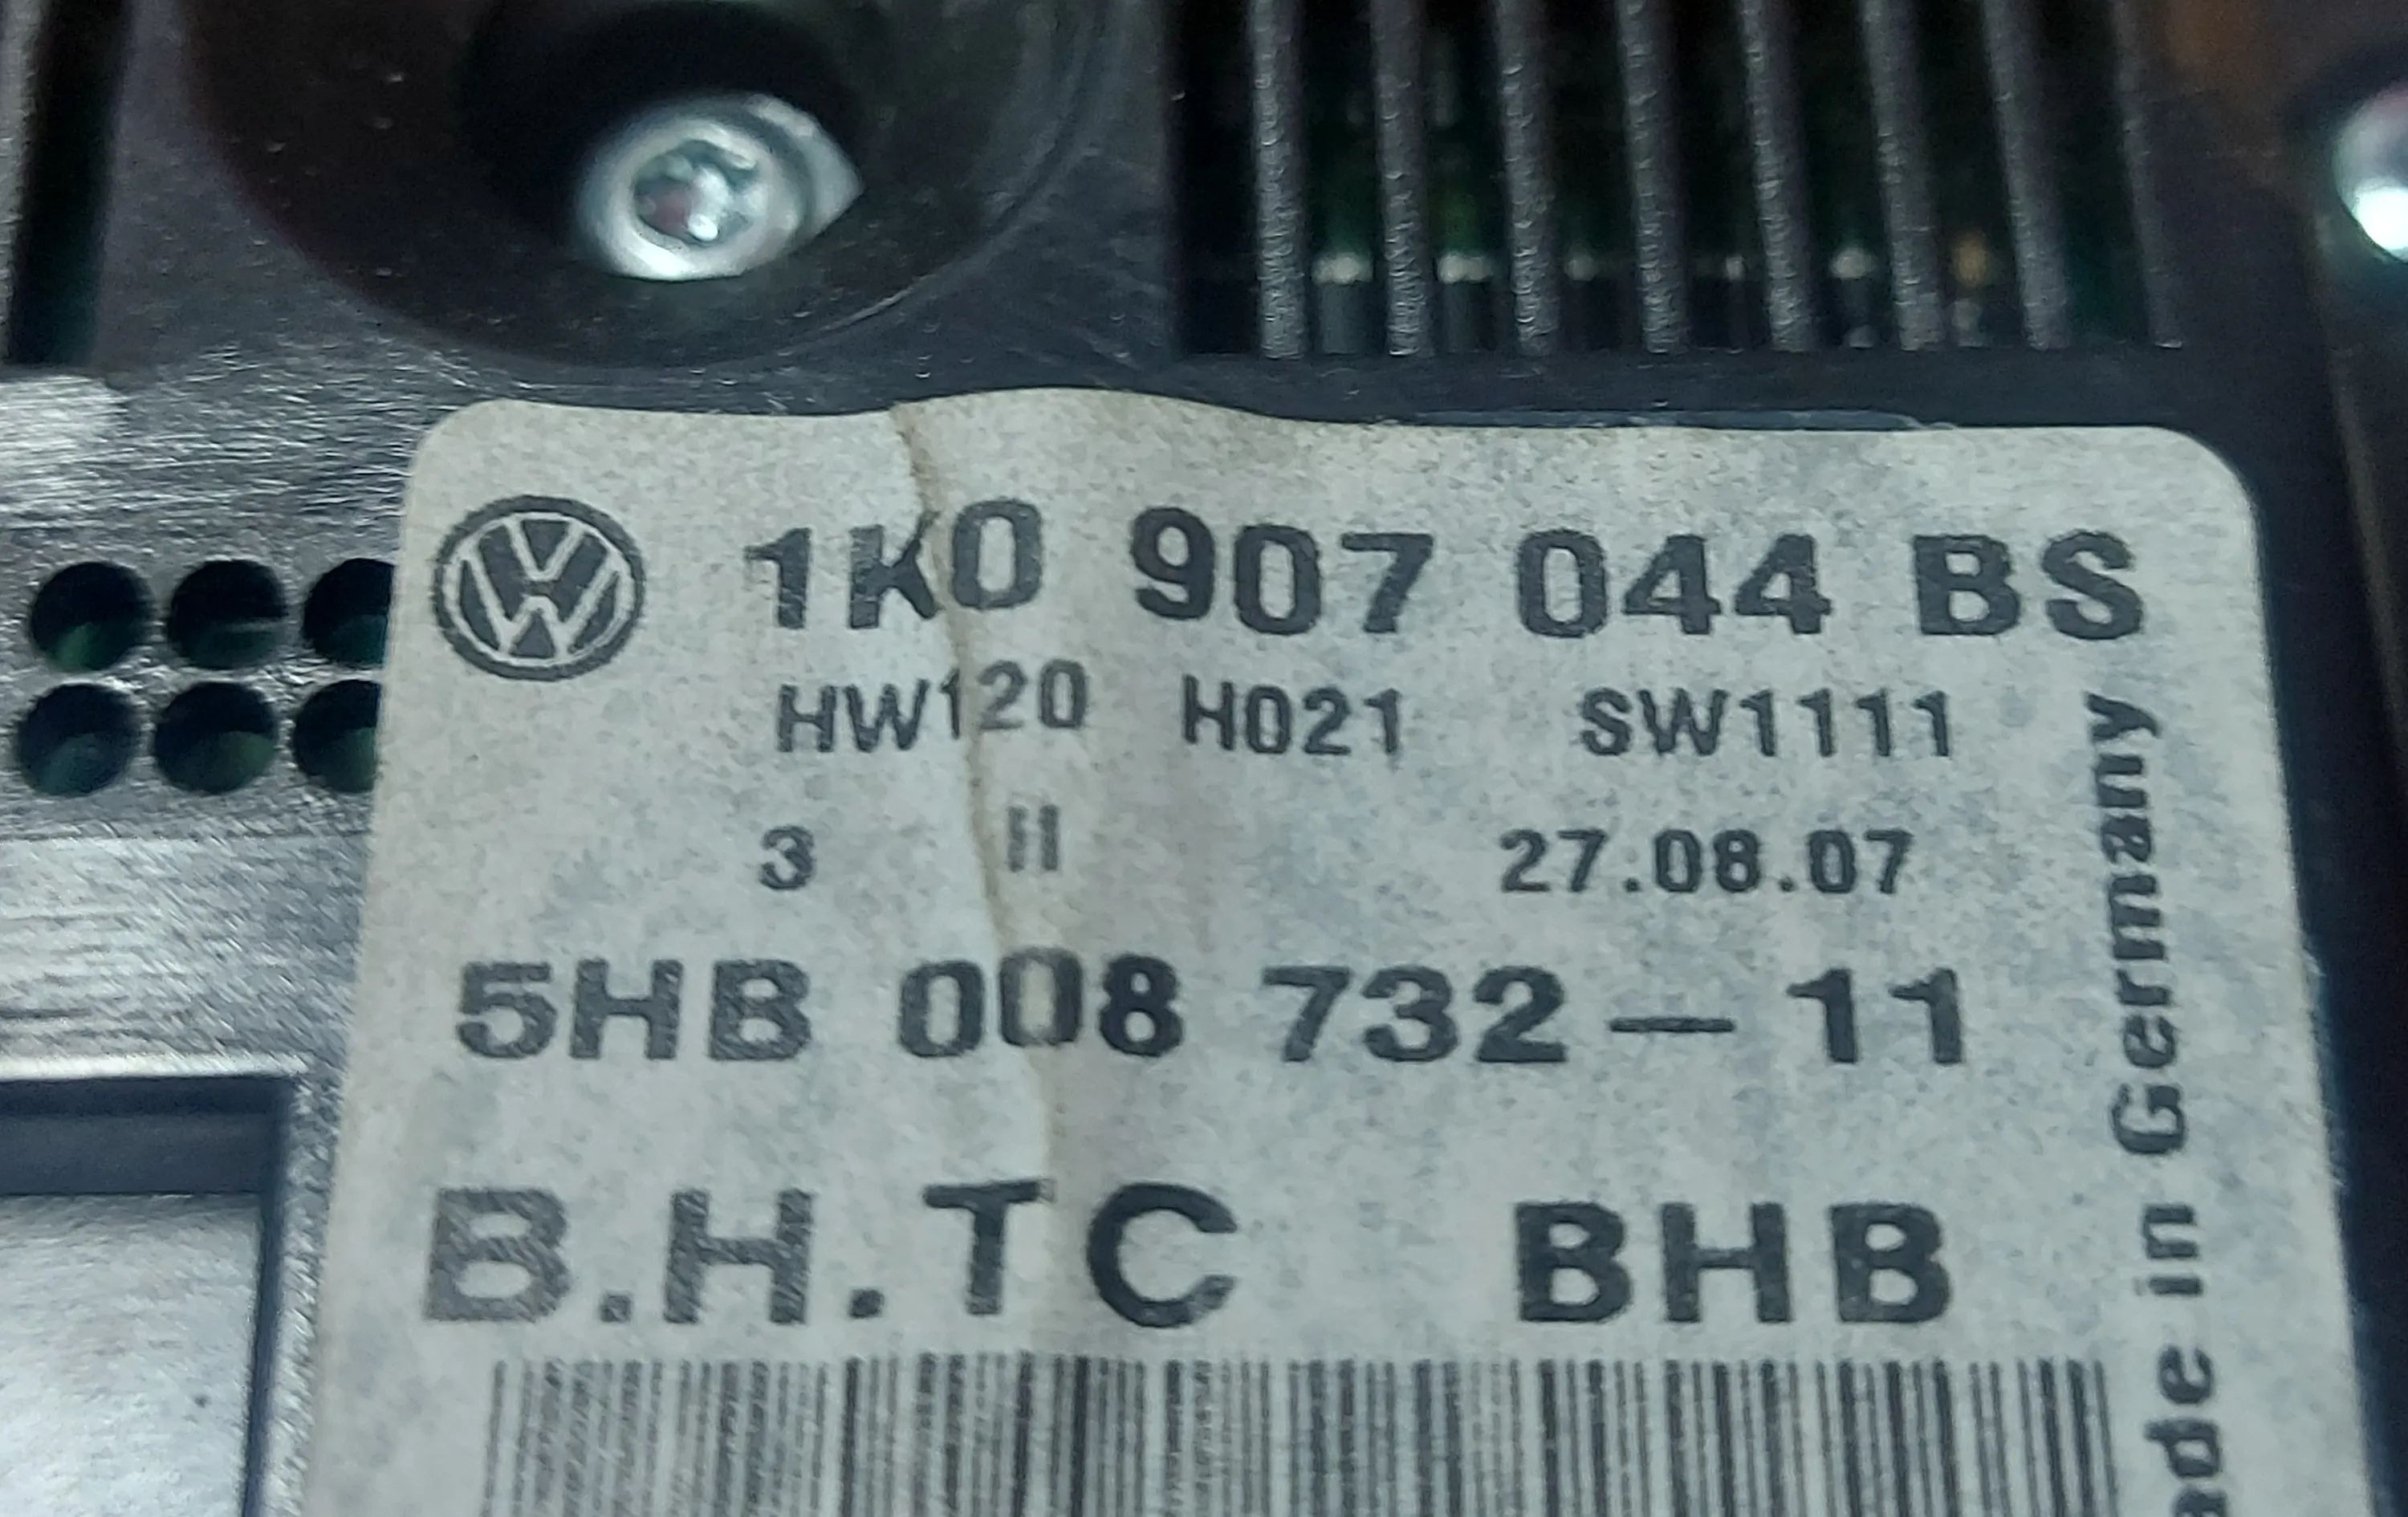 1K0 907 044 BS
HW120 H021 SW1111
3 II 27.08.07
5HB 008 732-11
B.H.TC BHB
ade in Germany